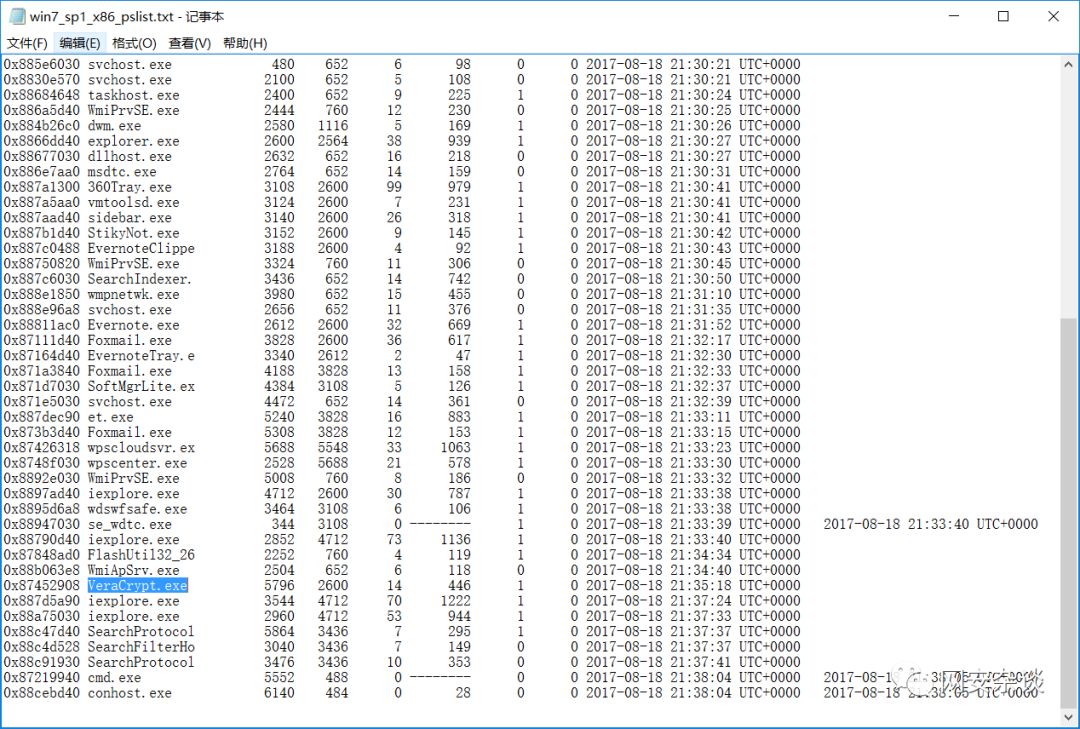 win7_sp1_x86_pslist.txt - 记事本
文件(F) 编辑(E) 格式(O) 查看(V) 帮助(H)
0x885e6030 svchost.exe 480 652 6 98 0 0 2017-08-18 21:30:21 UTC+0000
0x8830e570 svchost.exe 2100 652 5 108 0 0 2017-08-18 21:30:21 UTC+0000
0x88684648 taskhost.exe 2400 652 9 225 1 0 2017-08-18 21:30:24 UTC+0000
0x886a5d40 WmiPrvSE.exe 2444 760 12 230 0 0 2017-08-18 21:30:25 UTC+0000
0x884b26c0 dwm.exe 2580 1116 5 169 1 0 2017-08-18 21:30:26 UTC+0000
0x8866dd40 explorer.exe 2600 2564 38 939 1 0 2017-08-18 21:30:27 UTC+0000
0x88677030 dllhost.exe 2632 652 16 218 0 0 2017-08-18 21:30:27 UTC+0000
0x886e7aa0 msdtc.exe 2764 652 14 159 0 0 2017-08-18 21:30:31 UTC+0000
0x887a1300 360Tray.exe 3108 2600 99 979 1 0 2017-08-18 21:30:41 UTC+0000
0x887a5aa0 vmtoolsd.exe 3124 2600 7 231 1 0 2017-08-18 21:30:41 UTC+0000
0x887aad40 sidebar.exe 3140 2600 26 318 1 0 2017-08-18 21:30:41 UTC+0000
0x887b1d40 StikyNot.exe 3152 2600 9 145 1 0 2017-08-18 21:30:42 UTC+0000
0x887c0488 EvernoteClippe 3188 2600 4 92 1 0 2017-08-18 21:30:43 UTC+0000
0x88750820 WmiPrvSE.exe 3324 760 11 306 0 0 2017-08-18 21:30:45 UTC+0000
0x887c6030 SearchIndexer. 3436 652 14 742 0 0 2017-08-18 21:30:50 UTC+0000
0x888e1850 wmpnetwk.exe 3980 652 15 455 0 0 2017-08-18 21:31:10 UTC+0000
0x888e96a8 svchost.exe 2656 652 11 376 0 0 2017-08-18 21:31:35 UTC+0000
0x88811ac0 Evernote.exe 2612 2600 32 669 1 0 2017-08-18 21:31:52 UTC+0000
0x87111d40 Foxmail.exe 3828 2600 36 617 1 0 2017-08-18 21:32:17 UTC+0000
0x87164d40 EvernoteTray.e 3340 2612 2 47 1 0 2017-08-18 21:32:30 UTC+0000
0x871a3840 Foxmail.exe 4188 3828 13 158 1 0 2017-08-18 21:32:33 UTC+0000
0x871d7030 SoftMgrLite.ex 4384 3108 5 126 1 0 2017-08-18 21:32:37 UTC+0000
0x871e5030 svchost.exe 4472 652 14 361 0 0 2017-08-18 21:32:39 UTC+0000
0x887dec90 et.exe 5240 3828 16 883 1 0 2017-08-18 21:33:11 UTC+0000
0x873b3d40 Foxmail.exe 5308 3828 12 153 1 0 2017-08-18 21:33:15 UTC+0000
0x87426318 wpscloudsvr.ex 5688 5548 33 1063 1 0 2017-08-18 21:33:23 UTC+0000
0x8748f030 wpscenter.exe 2528 5688 21 578 1 0 2017-08-18 21:33:30 UTC+0000
0x8892e030 WmiPrvSE.exe 5008 760 8 186 0 0 2017-08-18 21:33:32 UTC+0000
0x8897ad40 iexplore.exe 4712 2600 30 787 1 0 2017-08-18 21:33:38 UTC+0000
0x8895d6a8 wdswfsafe.exe 3464 3108 6 106 1 0 2017-08-18 21:33:38 UTC+0000
0x88947030 se_wdtc.exe 344 3108 0 -------- 1 0 2017-08-18 21:33:39 UTC+0000 2017-08-18 21:33:40 UTC+0000
0x88790d40 iexplore.exe 2852 4712 73 1136 1 0 2017-08-18 21:33:40 UTC+0000
0x87848ad0 FlashUtil32_26 2252 760 4 119 1 0 2017-08-18 21:34:34 UTC+0000
0x88b063e8 WmiApSrv.exe 2504 652 6 118 0 0 2017-08-18 21:34:40 UTC+0000
0x87452908 VeraCrypt.exe 5796 2600 14 446 1 0 2017-08-18 21:35:18 UTC+0000
0x887d5a90 iexplore.exe 3544 4712 70 1222 1 0 2017-08-18 21:37:24 UTC+0000
0x88a75030 iexplore.exe 2960 4712 53 944 1 0 2017-08-18 21:37:33 UTC+0000
0x88c47d40 SearchProtocol 5864 3436 7 295 1 0 2017-08-18 21:37:37 UTC+0000
0x88c4d528 SearchFilterHo 3040 3436 7 149 0 0 2017-08-18 21:37:37 UTC+0000
0x88c91930 SearchProtocol 3476 3436 10 353 0 0 2017-08-18 21:37:41 UTC+0000
0x87219940 cmd.exe 5552 488 0 -------- 0 0 2017-08-18 21:38:04 UTC+0000 2017-08-18
0x88cebd40 conhost.exe 6140 484 0 28 0 0 2017-08-18 21:38:04 UTC+0000 2017-08-18 21:38:05 UTC+0000